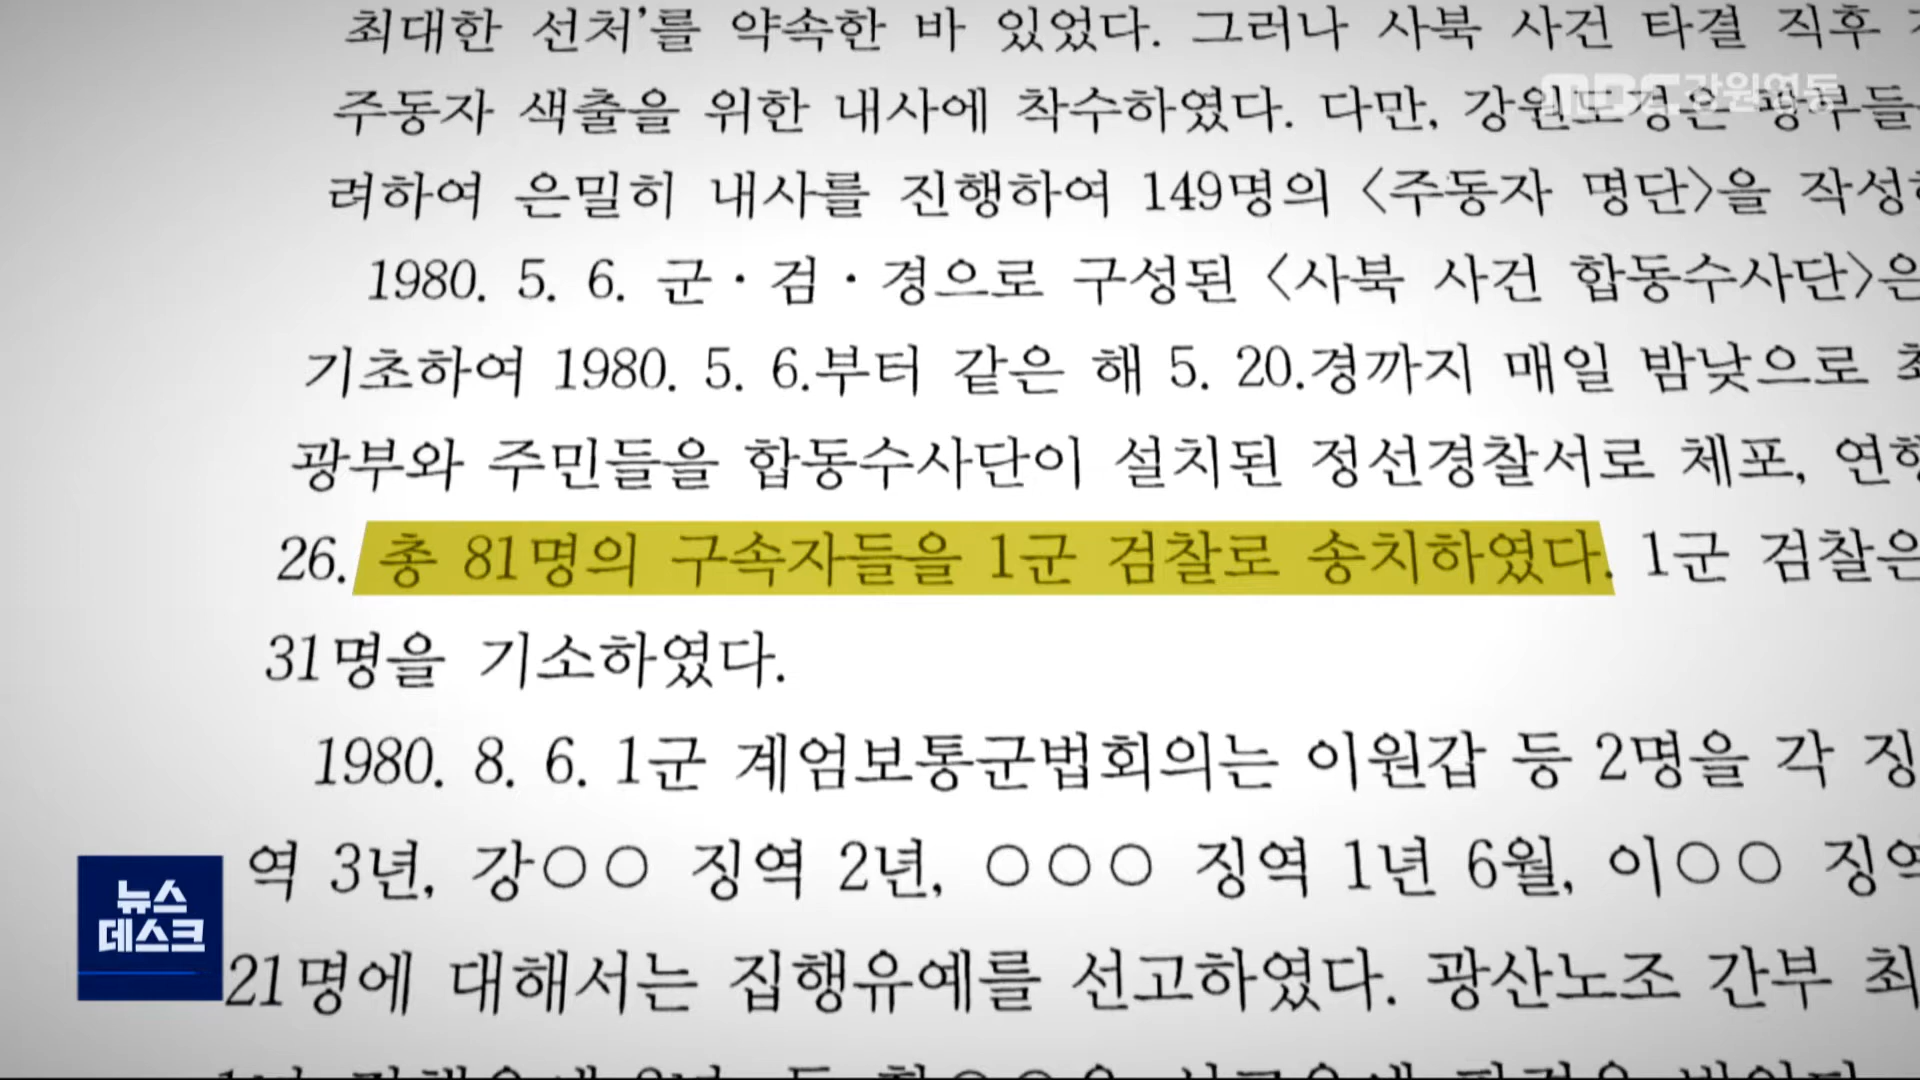 최대한 선처'를 약속한 바 있었다. 그러나 사북 사건 타결 직후
MBC강원영동
주동자 색출을 위한 내사에 착수하였다. 다만, 강원도경은 광부들
려하여 은밀히 내사를 진행하여 149명의 <주동자 명단>을 작성
1980. 5. 6. 군·검·경으로 구성된 <사북 사건 합동수사단>은
기초하여 1980. 5. 6.부터 같은 해 5. 20.경까지 매일 밤낮으로
광부와 주민들을 합동수사단이 설치된 정선경찰서로 체포, 연행
26. 총 81명의 구속자들을 1군 검찰로 송치하였다. 1군 검찰은
31명을 기소하였다.
1980. 8. 6. 1군 계엄보통군법회의는 이원갑 등 2명을 각 징
역 3년, 강○○ 징역 2년, ○○○ 징역 1년 6월, 이○○ 징역
21명에 대해서는 집행유예를 선고하였다. 광산노조 간부 최
뉴스
데스크